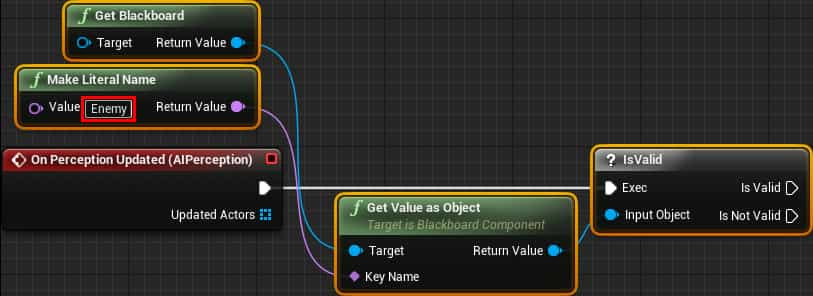 Get Blackboard
Target Return Value
Make Literal Name
Value Enemy Return Value
On Perception Updated (AIPerception)
Updated Actors
? IsValid
Exec Is Valid
Input Object Is Not Valid
Get Value as Object
Target is Blackboard Component
Target Return Value
Key Name